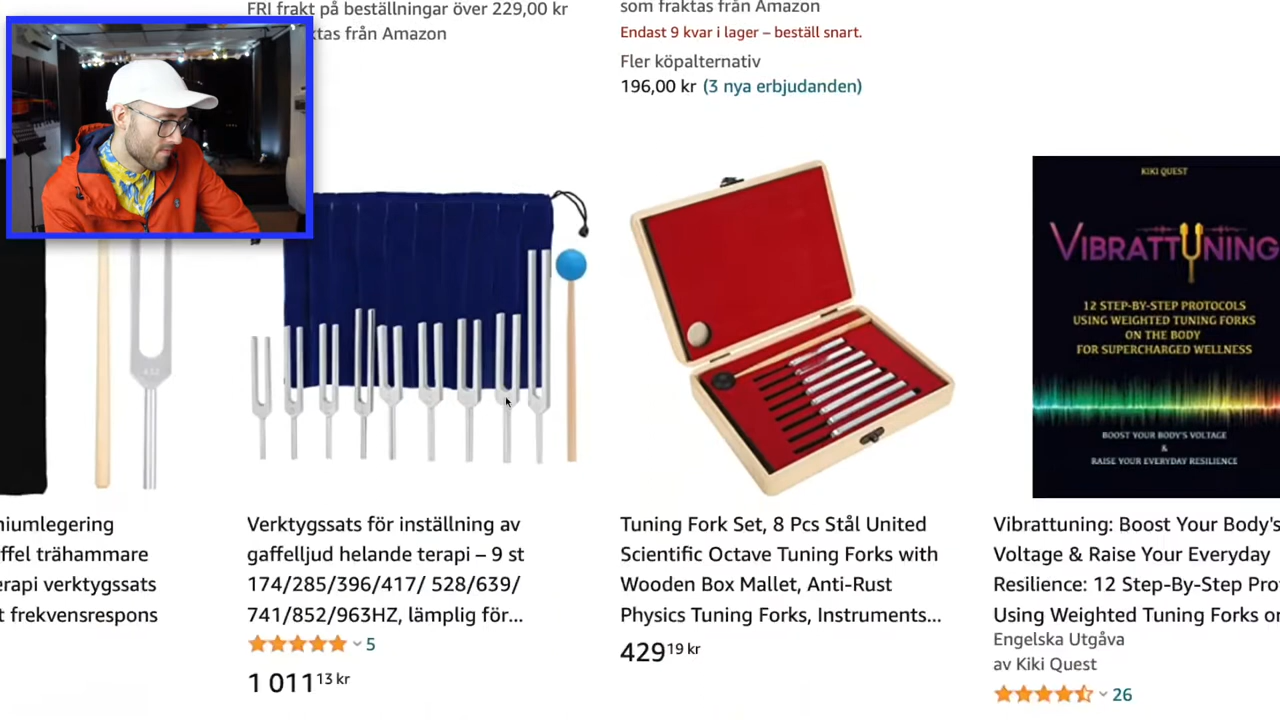 FRI frakt på beställningar över 229,00 kr
ktas från Amazon
som fraktas från Amazon
Endast 9 kvar i lager – beställ snart.
Fler köpalternativ
196,00 kr (3 nya erbjudanden)
KIKI QUEST
VIBRATTUNING
12 STEP-BY-STEP PROTOCOLS
USING WEIGHTED TUNING FORKS
ON THE BODY
FOR SUPERCHARGED WELLNESS
BOOST YOUR BODY'S VOLTAGE
&
RAISE YOUR EVERYDAY RESILIENCE
niumlegering
ffel trähammare
erapi verktygssats
t frekvensrespons
Verktygssats för inställning av
gaffelljud helande terapi – 9 st
174/285/396/417/ 528/639/
741/852/963HZ, lämplig för...
5
1 011 13 kr
Tuning Fork Set, 8 Pcs Stål United
Scientific Octave Tuning Forks with
Wooden Box Mallet, Anti-Rust
Physics Tuning Forks, Instruments...
429 19 kr
Vibrattuning: Boost Your Body's
Voltage & Raise Your Everyday
Resilience: 12 Step-By-Step Pro
Using Weighted Tuning Forks o
Engelska Utgåva
av Kiki Quest
26